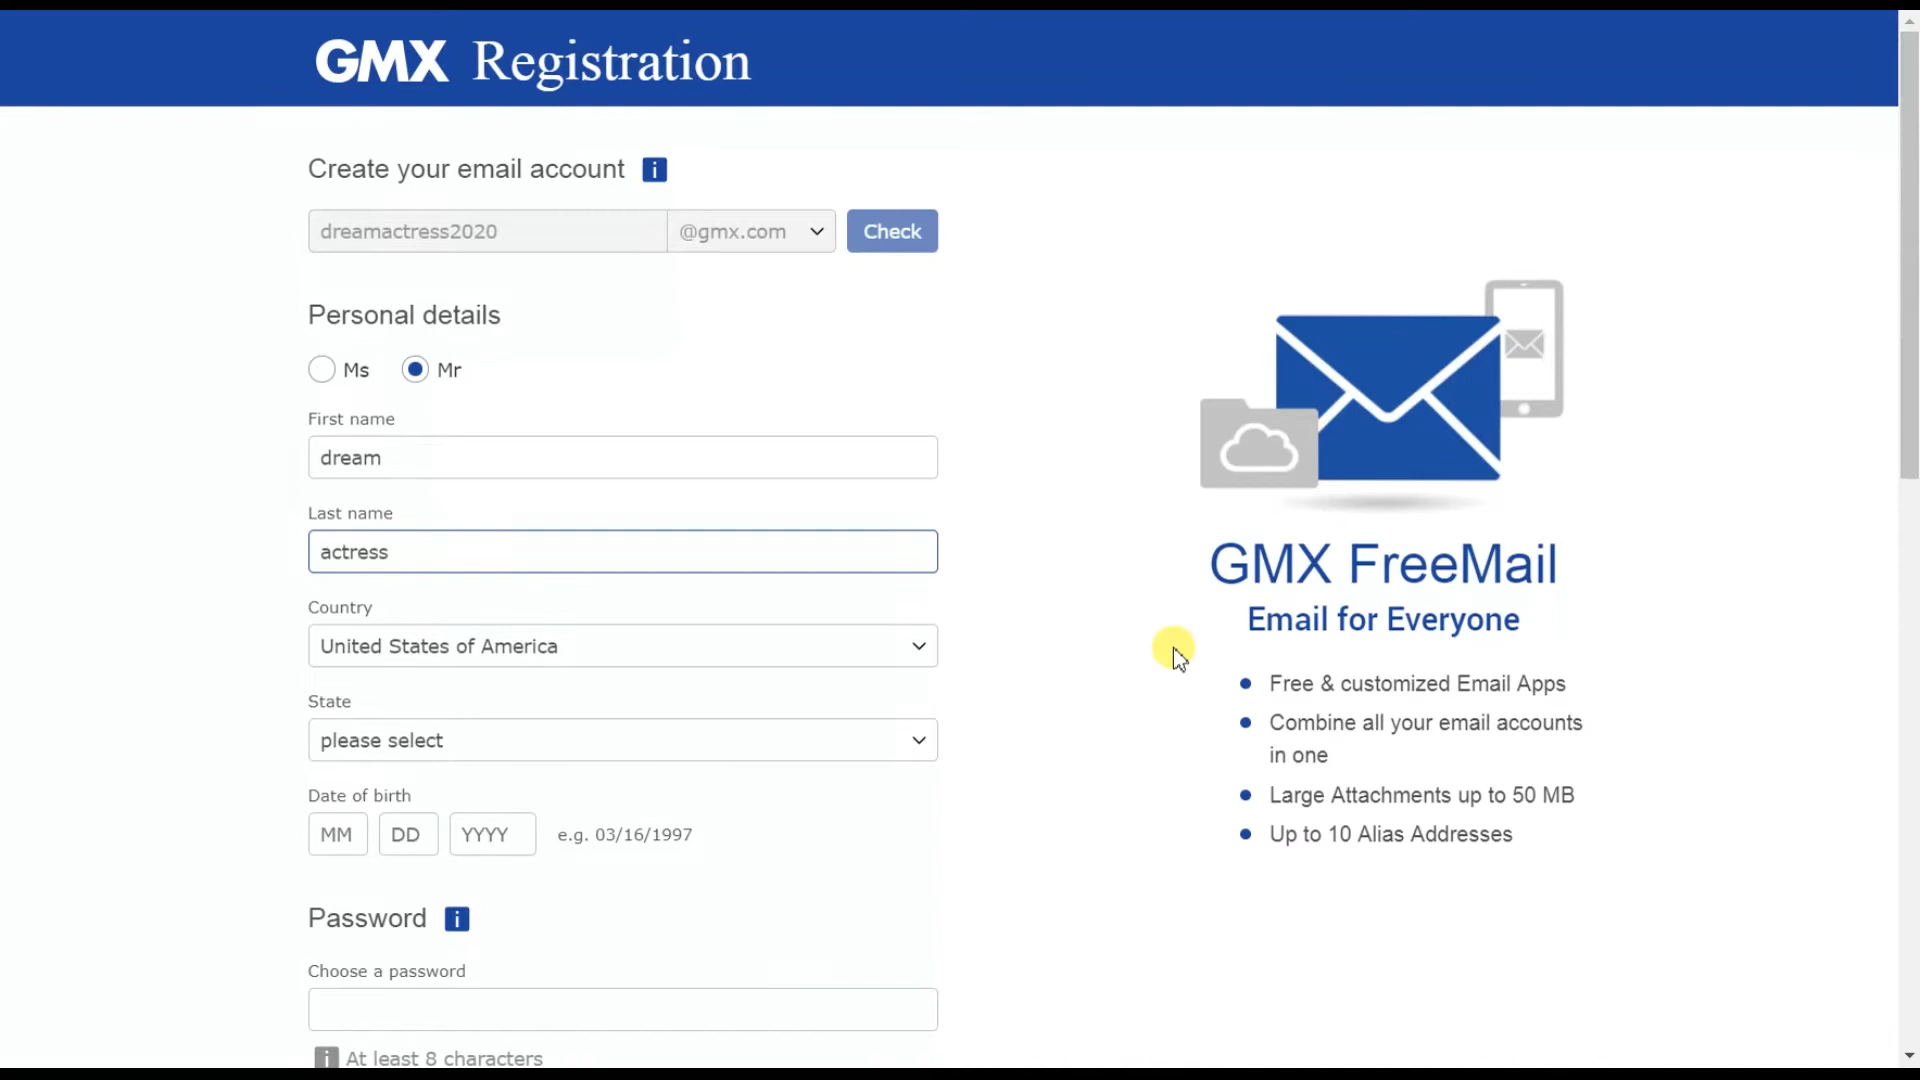 GMX Registration
Create your email account i
dreamactress2020 @gmx.com Check
Personal details
Ms Mr
First name
dream
Last name
actress
Country
United States of America
State
please select
Date of birth
MM DD YYYY e.g. 03/16/1997
Password i
Choose a password
i At least 8 characters
GMX FreeMail
Email for Everyone
Free & customized Email Apps
Combine all your email accounts
in one
Large Attachments up to 50 MB
Up to 10 Alias Addresses